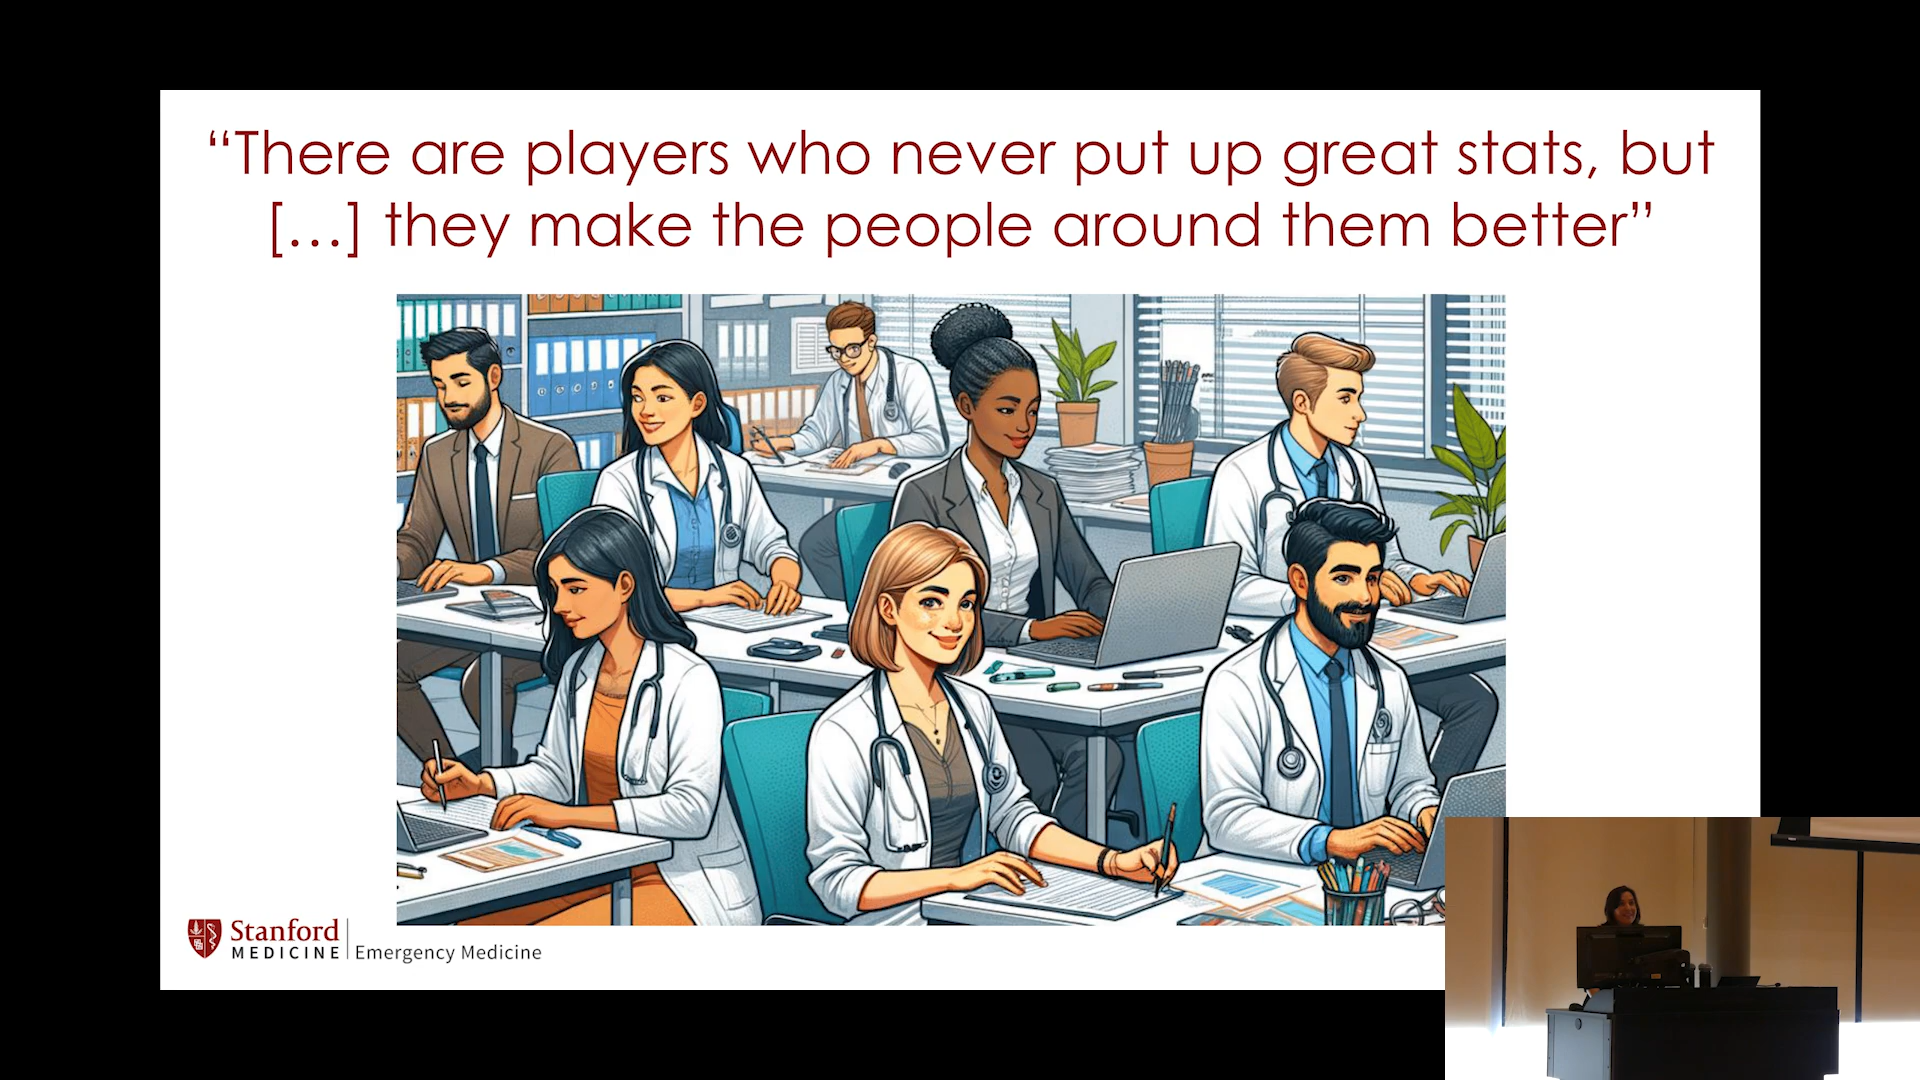 “There are players who never put up great stats, but
[…] they make the people around them better”
Stanford
MEDICINE
Emergency Medicine